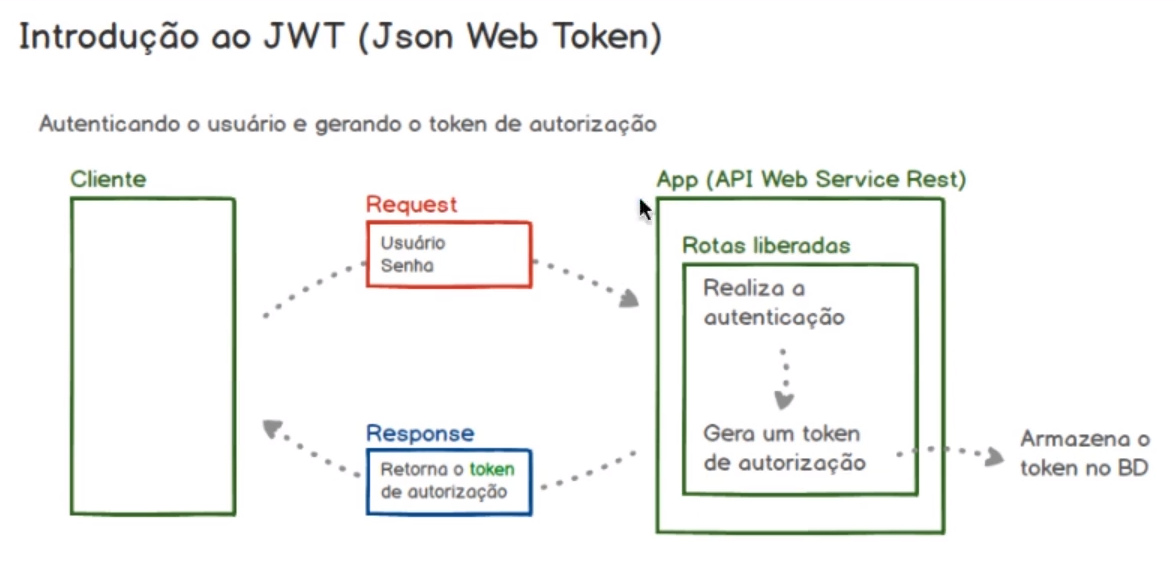 Introdução ao JWT (Json Web Token)
Autenticando o usuário e gerando o token de autorização
Cliente
Request
Usuário
Senha
App (API Web Service Rest)
Rotas liberadas
Realiza a
autenticação
Gera um token
de autorização
Armazena o
token no BD
Response
Retorna o token
de autorização